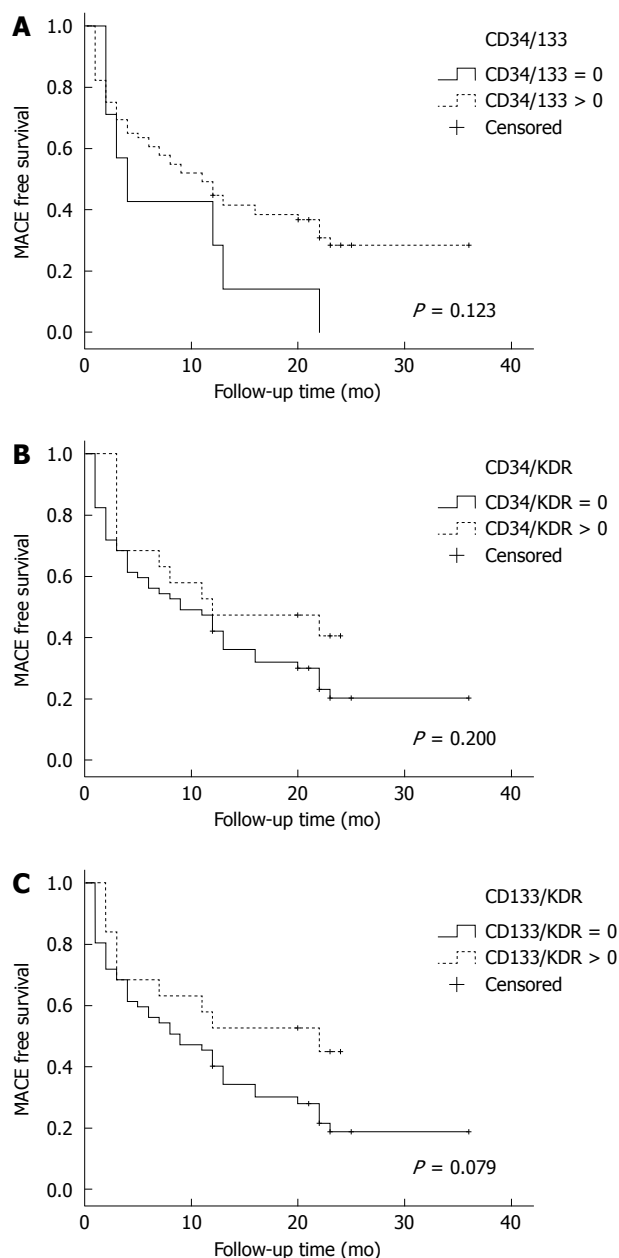 A
CD34/133
CD34/133 = 0
CD34/133 > 0
Censored
1.0
0.8
0.6
0.4
0.2
0.0
MACE free survival
P = 0.123
0 10 20 30 40
Follow-up time (mo)
B
CD34/KDR
CD34/KDR = 0
CD34/KDR > 0
Censored
1.0
0.8
0.6
0.4
0.2
0.0
MACE free survival
P = 0.200
0 10 20 30 40
Follow-up time (mo)
C
CD133/KDR
CD133/KDR = 0
CD133/KDR > 0
Censored
1.0
0.8
0.6
0.4
0.2
0.0
MACE free survival
P = 0.079
0 10 20 30 40
Follow-up time (mo)